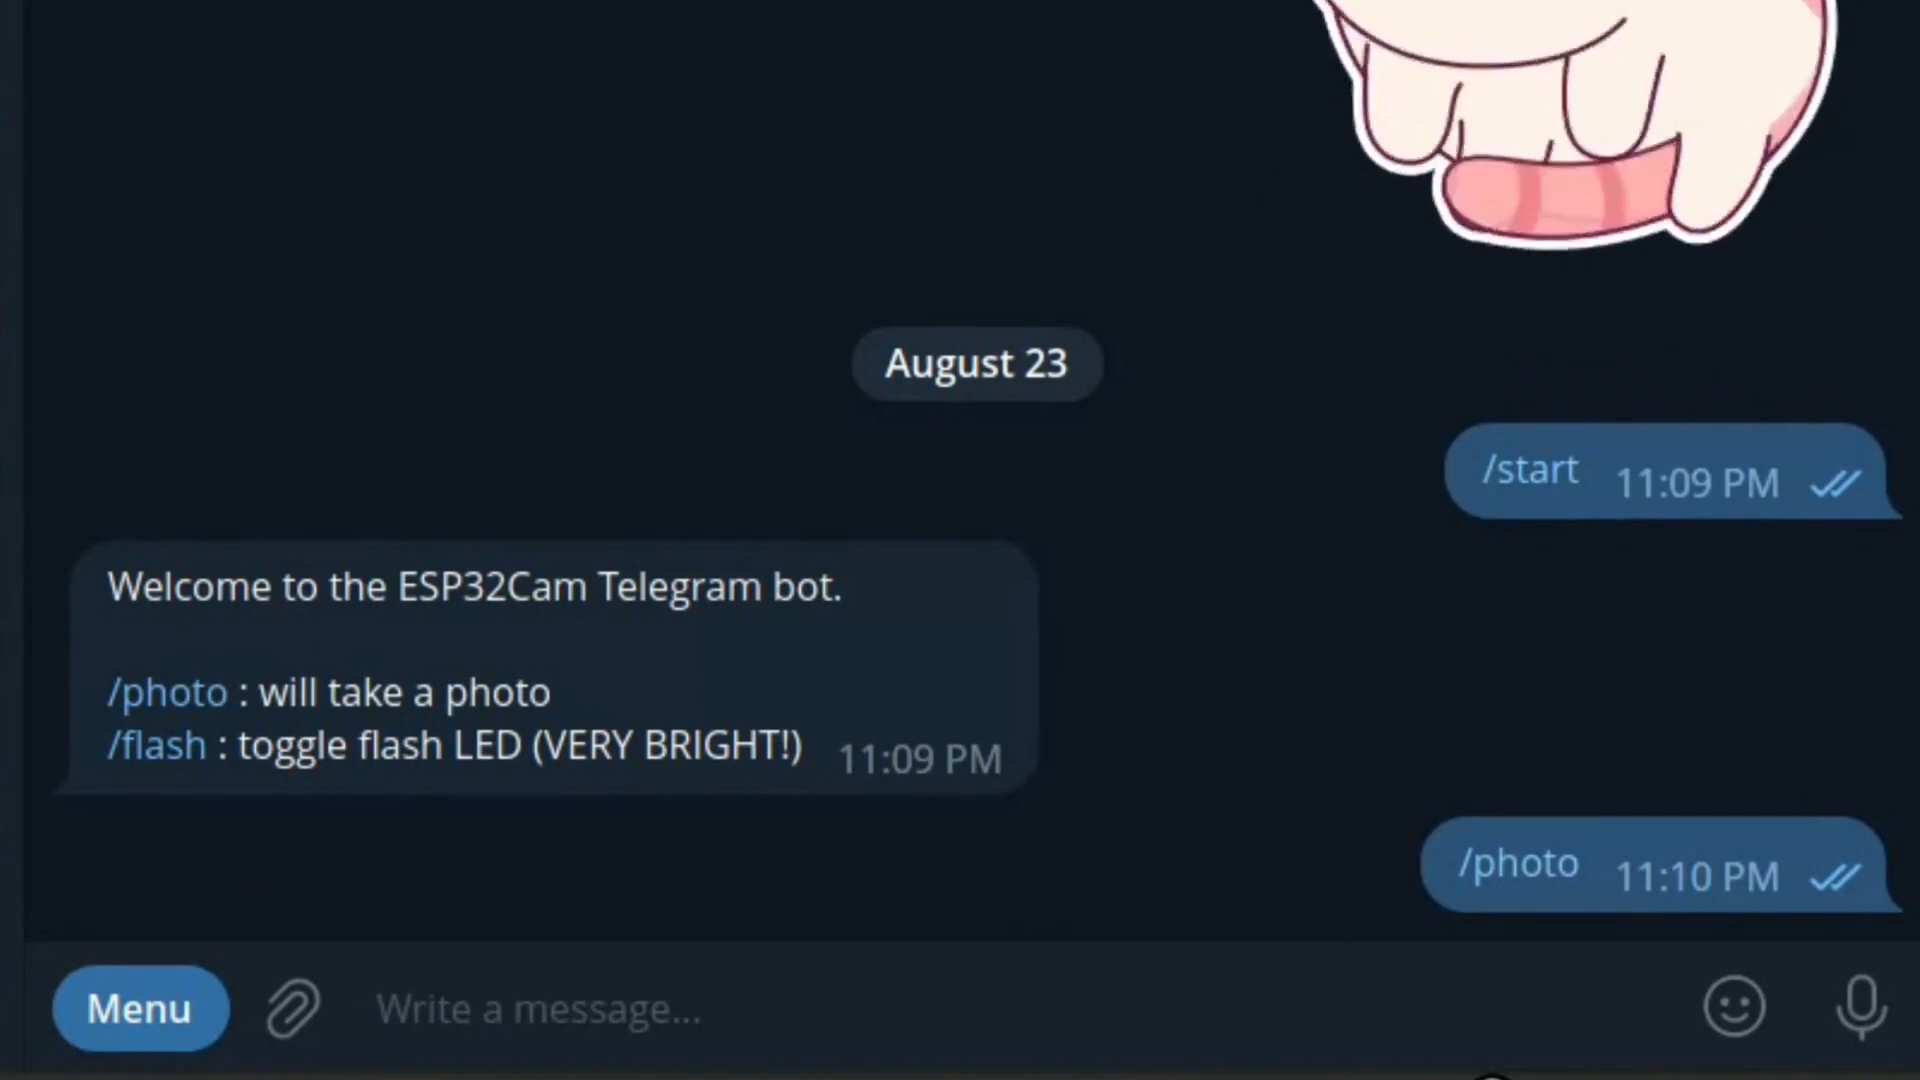 August 23
/start 11:09 PM
Welcome to the ESP32Cam Telegram bot.
/photo : will take a photo
/flash : toggle flash LED (VERY BRIGHT!) 11:09 PM
/photo 11:10 PM
Menu Write a message...